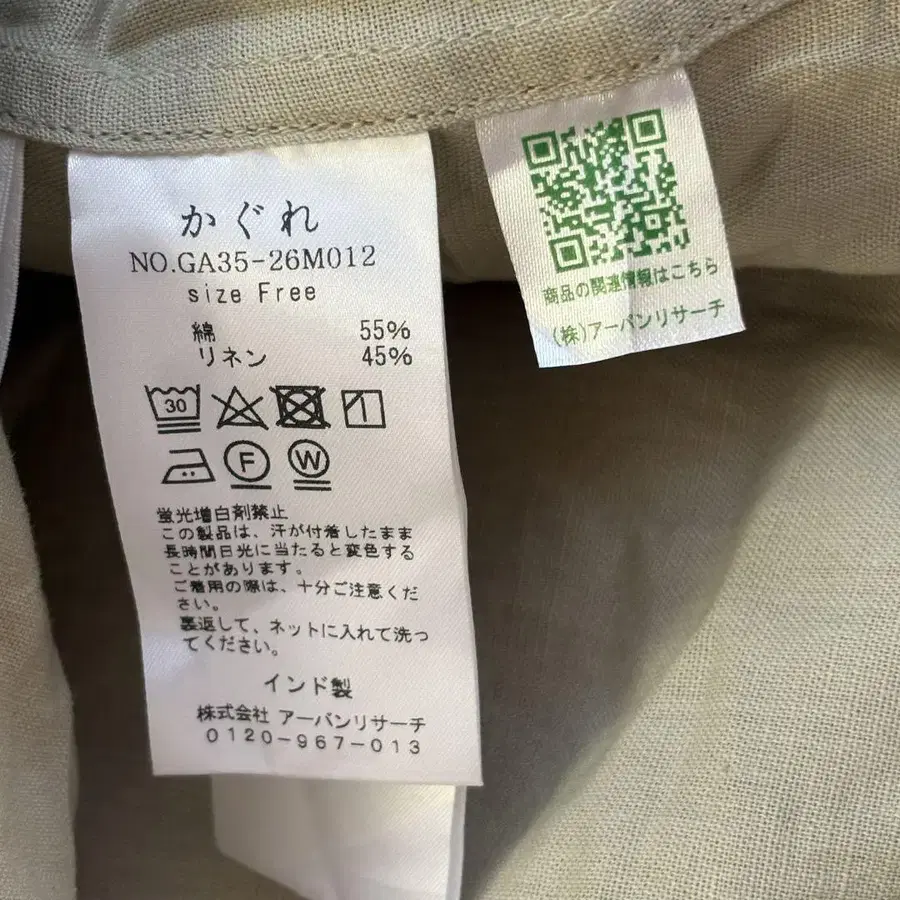 かぐれ
NO.GA35-26M012
size Free
綿 55%
リネン 45%
30
F
W
蛍光増白剤禁止
この製品は、汗が付着したまま
長時間日光に当たると変色する
ことがあります。
ご着用の際は、十分ご注意くだ
さい。
裏返して、ネットに入れて洗っ
てください。
インド製
株式会社 アーバンリサーチ
0120-967-013
商品の関連情報はこちら
(株)アーバンリサーチ